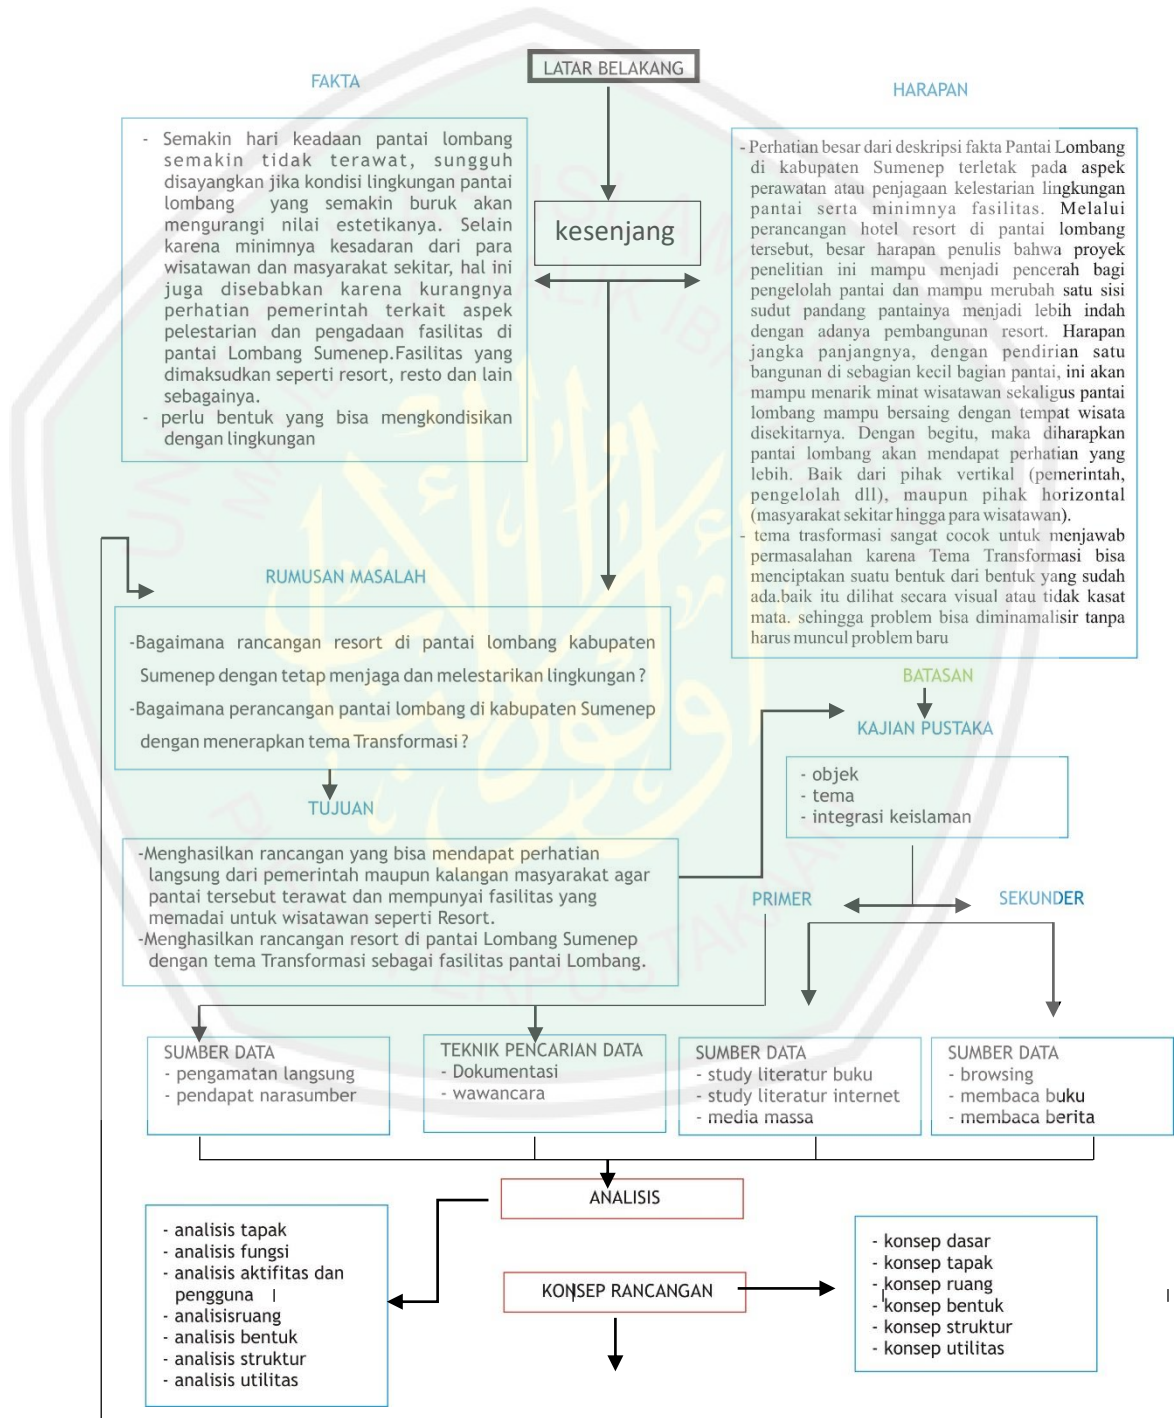 LATAR BELAKANG
FAKTA
HARAPAN
- Semakin hari keadaan pantai lombang
semakin tidak terawat, sungguh
disayangkan jika kondisi lingkungan pantai
lombang yang semakin buruk akan
mengurangi nilai estetikanya. Selain
karena minimnya kesadaran dari para
wisatawan dan masyarakat sekitar, hal ini
juga disebabkan karena kurangnya
perhatian pemerintah terkait aspek
pelestarian dan pengadaan fasilitas di
pantai Lombang Sumenep.Fasilitas yang
dimaksudkan seperti resort, resto dan lain
sebagainya.
- perlu bentuk yang bisa mengkondisikan
dengan lingkungan
kesenjang
- Perhatian besar dari deskripsi fakta Pantai Lombang
di kabupaten Sumenep terletak pada aspek
perawatan atau penjagaan kelestarian lingkungan
pantai serta minimnya fasilitas. Melalui
perancangan hotel resort di pantai lombang
tersebut, besar harapan penulis bahwa proyek
penelitian ini mampu menjadi pencerah bagi
pengelolah pantai dan mampu merubah satu sisi
sudut pandang pantainya menjadi lebih indah
dengan adanya pembangunan resort. Harapan
jangka panjangnya, dengan pendirian satu
bangunan di sebagian kecil bagian pantai, ini akan
mampu menarik minat wisatawan sekaligus pantai
lombang mampu bersaing dengan tempat wisata
disekitarnya. Dengan begitu, maka diharapkan
pantai lombang akan mendapat perhatian yang
lebih. Baik dari pihak vertikal (pemerintah,
pengelolah dll), maupun pihak horizontal
(masyarakat sekitar hingga para wisatawan).
- tema trasformasi sangat cocok untuk menjawab
permasalahan karena Tema Transformasi bisa
menciptakan suatu bentuk dari bentuk yang sudah
ada.baik itu dilihat secara visual atau tidak kasat
mata. sehingga problem bisa diminamalisir tanpa
harus muncul problem baru
RUMUSAN MASALAH
-Bagaimana rancangan resort di pantai lombang kabupaten
Sumenep dengan tetap menjaga dan melestarikan lingkungan ?
-Bagaimana perancangan pantai lombang di kabupaten Sumenep
dengan menerapkan tema Transformasi ?
BATASAN
KAJIAN PUSTAKA
- objek
- tema
- integrasi keislaman
TUJUAN
-Menghasilkan rancangan yang bisa mendapat perhatian
langsung dari pemerintah maupun kalangan masyarakat agar
pantai tersebut terawat dan mempunyai fasilitas yang
memadai untuk wisatawan seperti Resort.
-Menghasilkan rancangan resort di pantai Lombang Sumenep
dengan tema Transformasi sebagai fasilitas pantai Lombang.
PRIMER
SEKUNDER
SUMBER DATA
- pengamatan langsung
- pendapat narasumber
TEKNIK PENCARIAN DATA
- Dokumentasi
- wawancara
SUMBER DATA
- study literatur buku
- study literatur internet
- media massa
SUMBER DATA
- browsing
- membaca buku
- membaca berita
ANALISIS
- analisis tapak
- analisis fungsi
- analisis aktifitas dan
pengguna
- analisisruang
- analisis bentuk
- analisis struktur
- analisis utilitas
KONSEP RANCANGAN
- konsep dasar
- konsep tapak
- konsep ruang
- konsep bentuk
- konsep struktur
- konsep utilitas